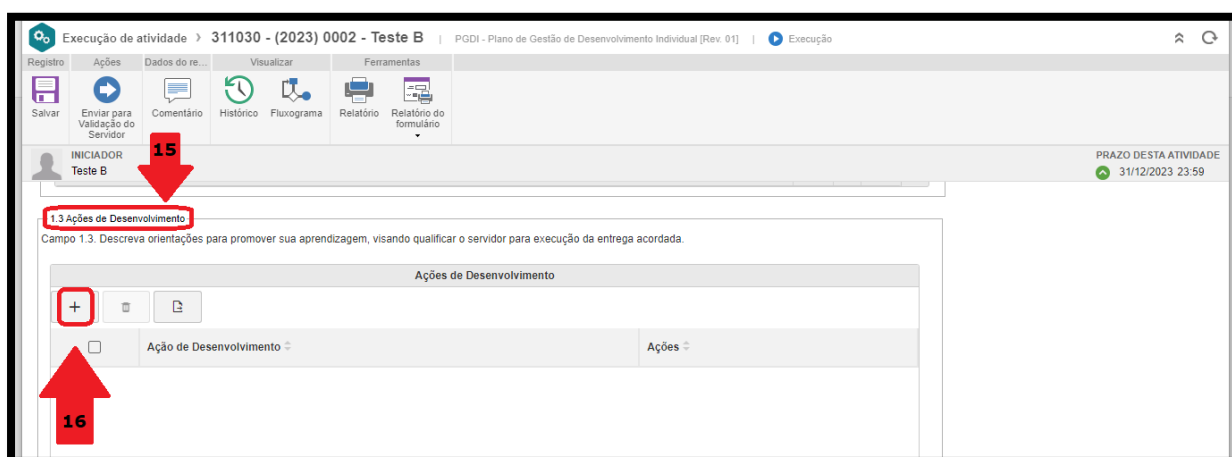 Execução de atividade > 311030 - (2023) 0002 - Teste B | PGDI - Plano de Gestão de Desenvolvimento Individual [Rev. 01] | Execução
Registro Ações Dados do re... Visualizar Ferramentas
Salvar Enviar para Validação do Servidor Comentário Histórico Fluxograma Relatório Relatório do formulário
15
INICIADOR
Teste B
PRAZO DESTA ATIVIDADE
31/12/2023 23:59
1.3 Ações de Desenvolvimento
Campo 1.3. Descreva orientações para promover sua aprendizagem, visando qualificar o servidor para execução da entrega acordada.
Ações de Desenvolvimento
Ação de Desenvolvimento Ações
16